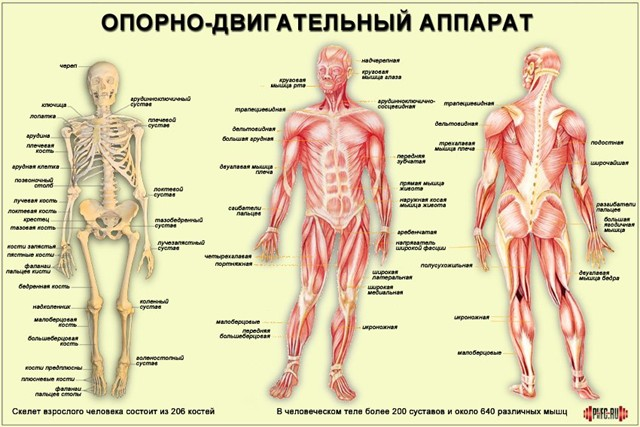 ОПОРНО-ДВИГАТЕЛЬНЫЙ АППАРАТ
череп
ключица
лопатка
грудина
плечевая
кость
грудная клетка
позвоночный
столб
лучевая кость
локтевая кость
крестец
тазовая кость
кости запястья
пястные кости
фаланги
пальцев кисти
бедренная кость
надколенник
малоберцовая
кость
большеберцовая
кость
кости предплюсны
плюсневые кости
фаланги
пальцев стопы
грудиноключичный
сустав
плечевой
сустав
локтевой
сустав
тазобедренный
сустав
лучезапястный
сустав
коленный
сустав
голеностопный
сустав
круговая
мышца рта
трапециевидная
дельтовидная
большая грудная
двуглавая мышца
плеча
сгибатели
пальцев
четырехглавая
портняжная
малоберцовые
передняя
большеберцовая
надчерепная
круговая
мышца глаза
грудиноключично-
сосцевидная
передняя
зубчатая
прямая мышца
живота
наружная косая
мышца живота
гребенчатая
напрягатель
широкой фасции
широкая
латеральная
широкая
медиальная
икроножная
трапециевидная
дельтовидная
трехглавая
мышца плеча
полусухожильная
икроножная
малоберцовые
подостная
широчайшая
разгибатели
пальцев
большая
ягодичная
мышца
двуглавая мышца
бедра
Скелет взрослого человека состоит из 206 костей
В человеческом теле более 200 суставов и около 640 различных мышц
PVFG.RU